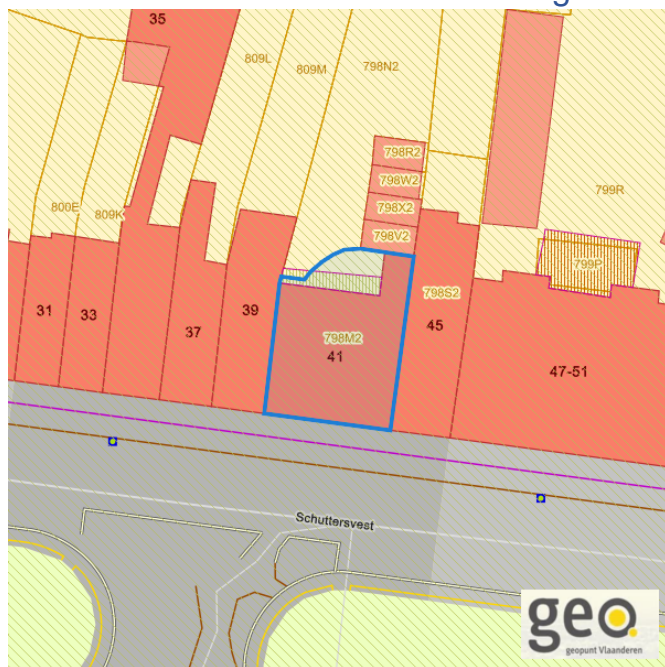 35
809L
809M
798N2
798R2
798W2
798X2
798V2
799R
800E
809K
799P
798S2
31
33
37
39
798M2
41
45
47-51
Schuttersvest
geo.
geopunt Vlaanderen